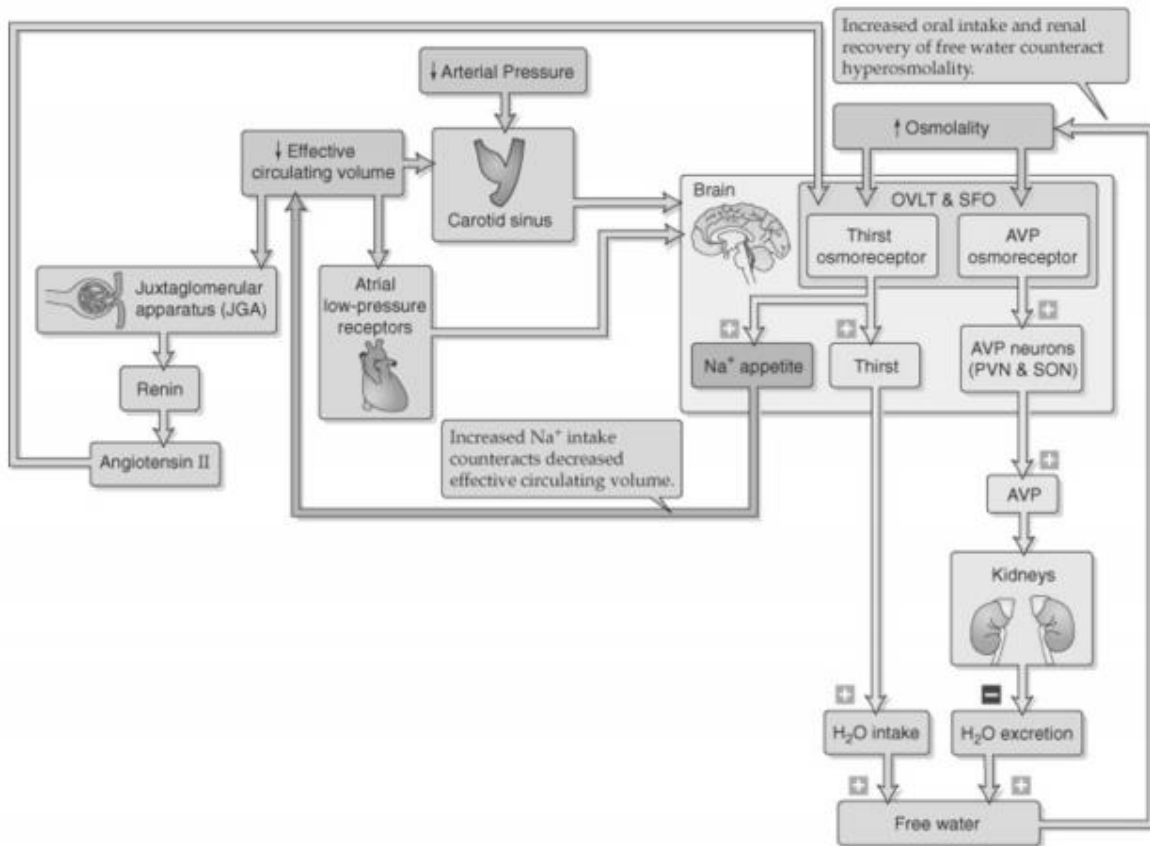 Increased oral intake and renal
recovery of free water counteract
hyperosmolality.
↓ Arterial Pressure
↑ Osmolality
↓ Effective
circulating volume
Carotid sinus
Brain
OVLT & SFO
Thirst
osmoreceptor
AVP
osmoreceptor
Juxtaglomerular
apparatus (JGA)
Atrial
low-pressure
receptors
+
+
+
Na⁺ appetite
Thirst
AVP neurons
(PVN & SON)
Renin
Angiotensin II
Increased Na⁺ intake
counteracts decreased
effective circulating volume.
+
AVP
Kidneys
+
−
H₂O intake
H₂O excretion
+
+
Free water